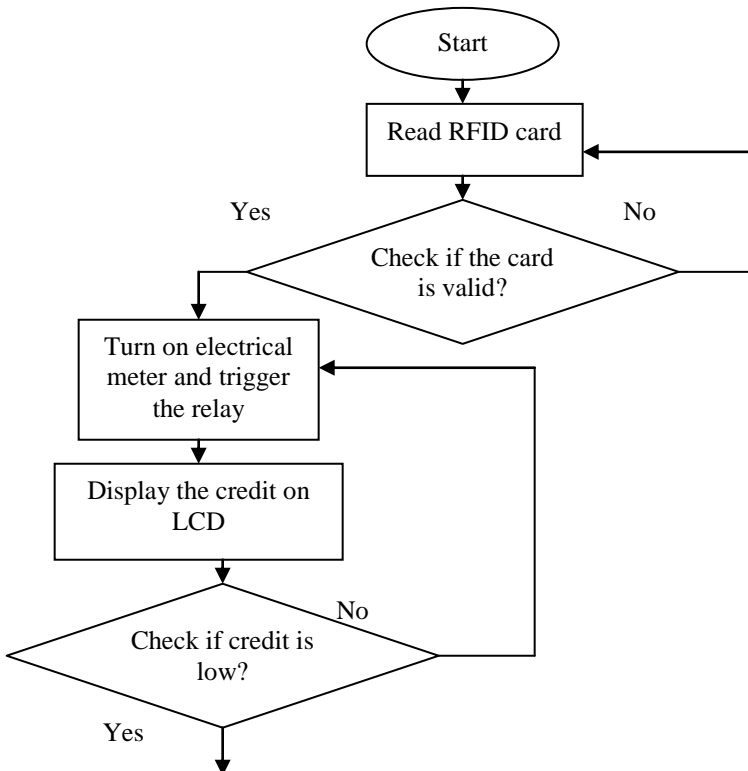 Start
Read RFID card
Yes
No
Check if the card
is valid?
Turn on electrical
meter and trigger
the relay
Display the credit on
LCD
No
Check if credit is
low?
Yes